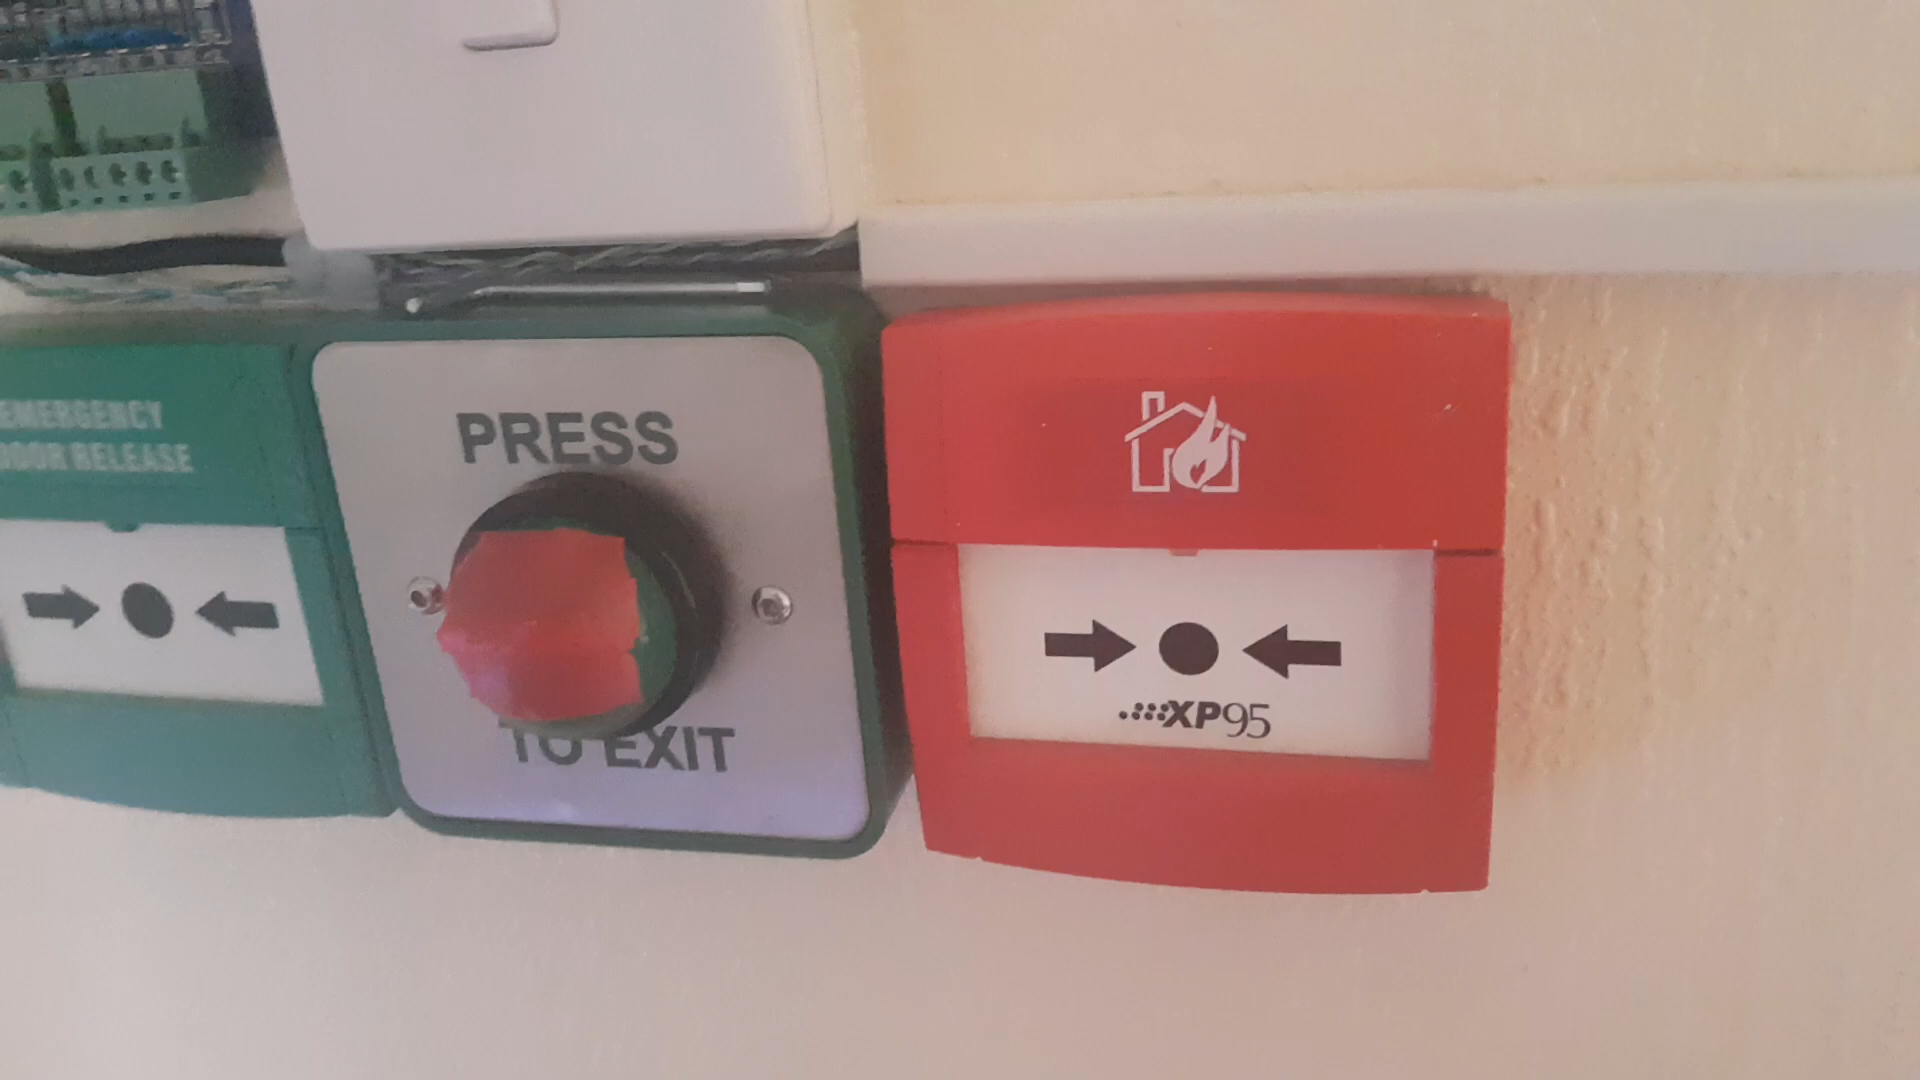 EMERGENCY
DOOR RELEASE
PRESS
TO EXIT
XP95